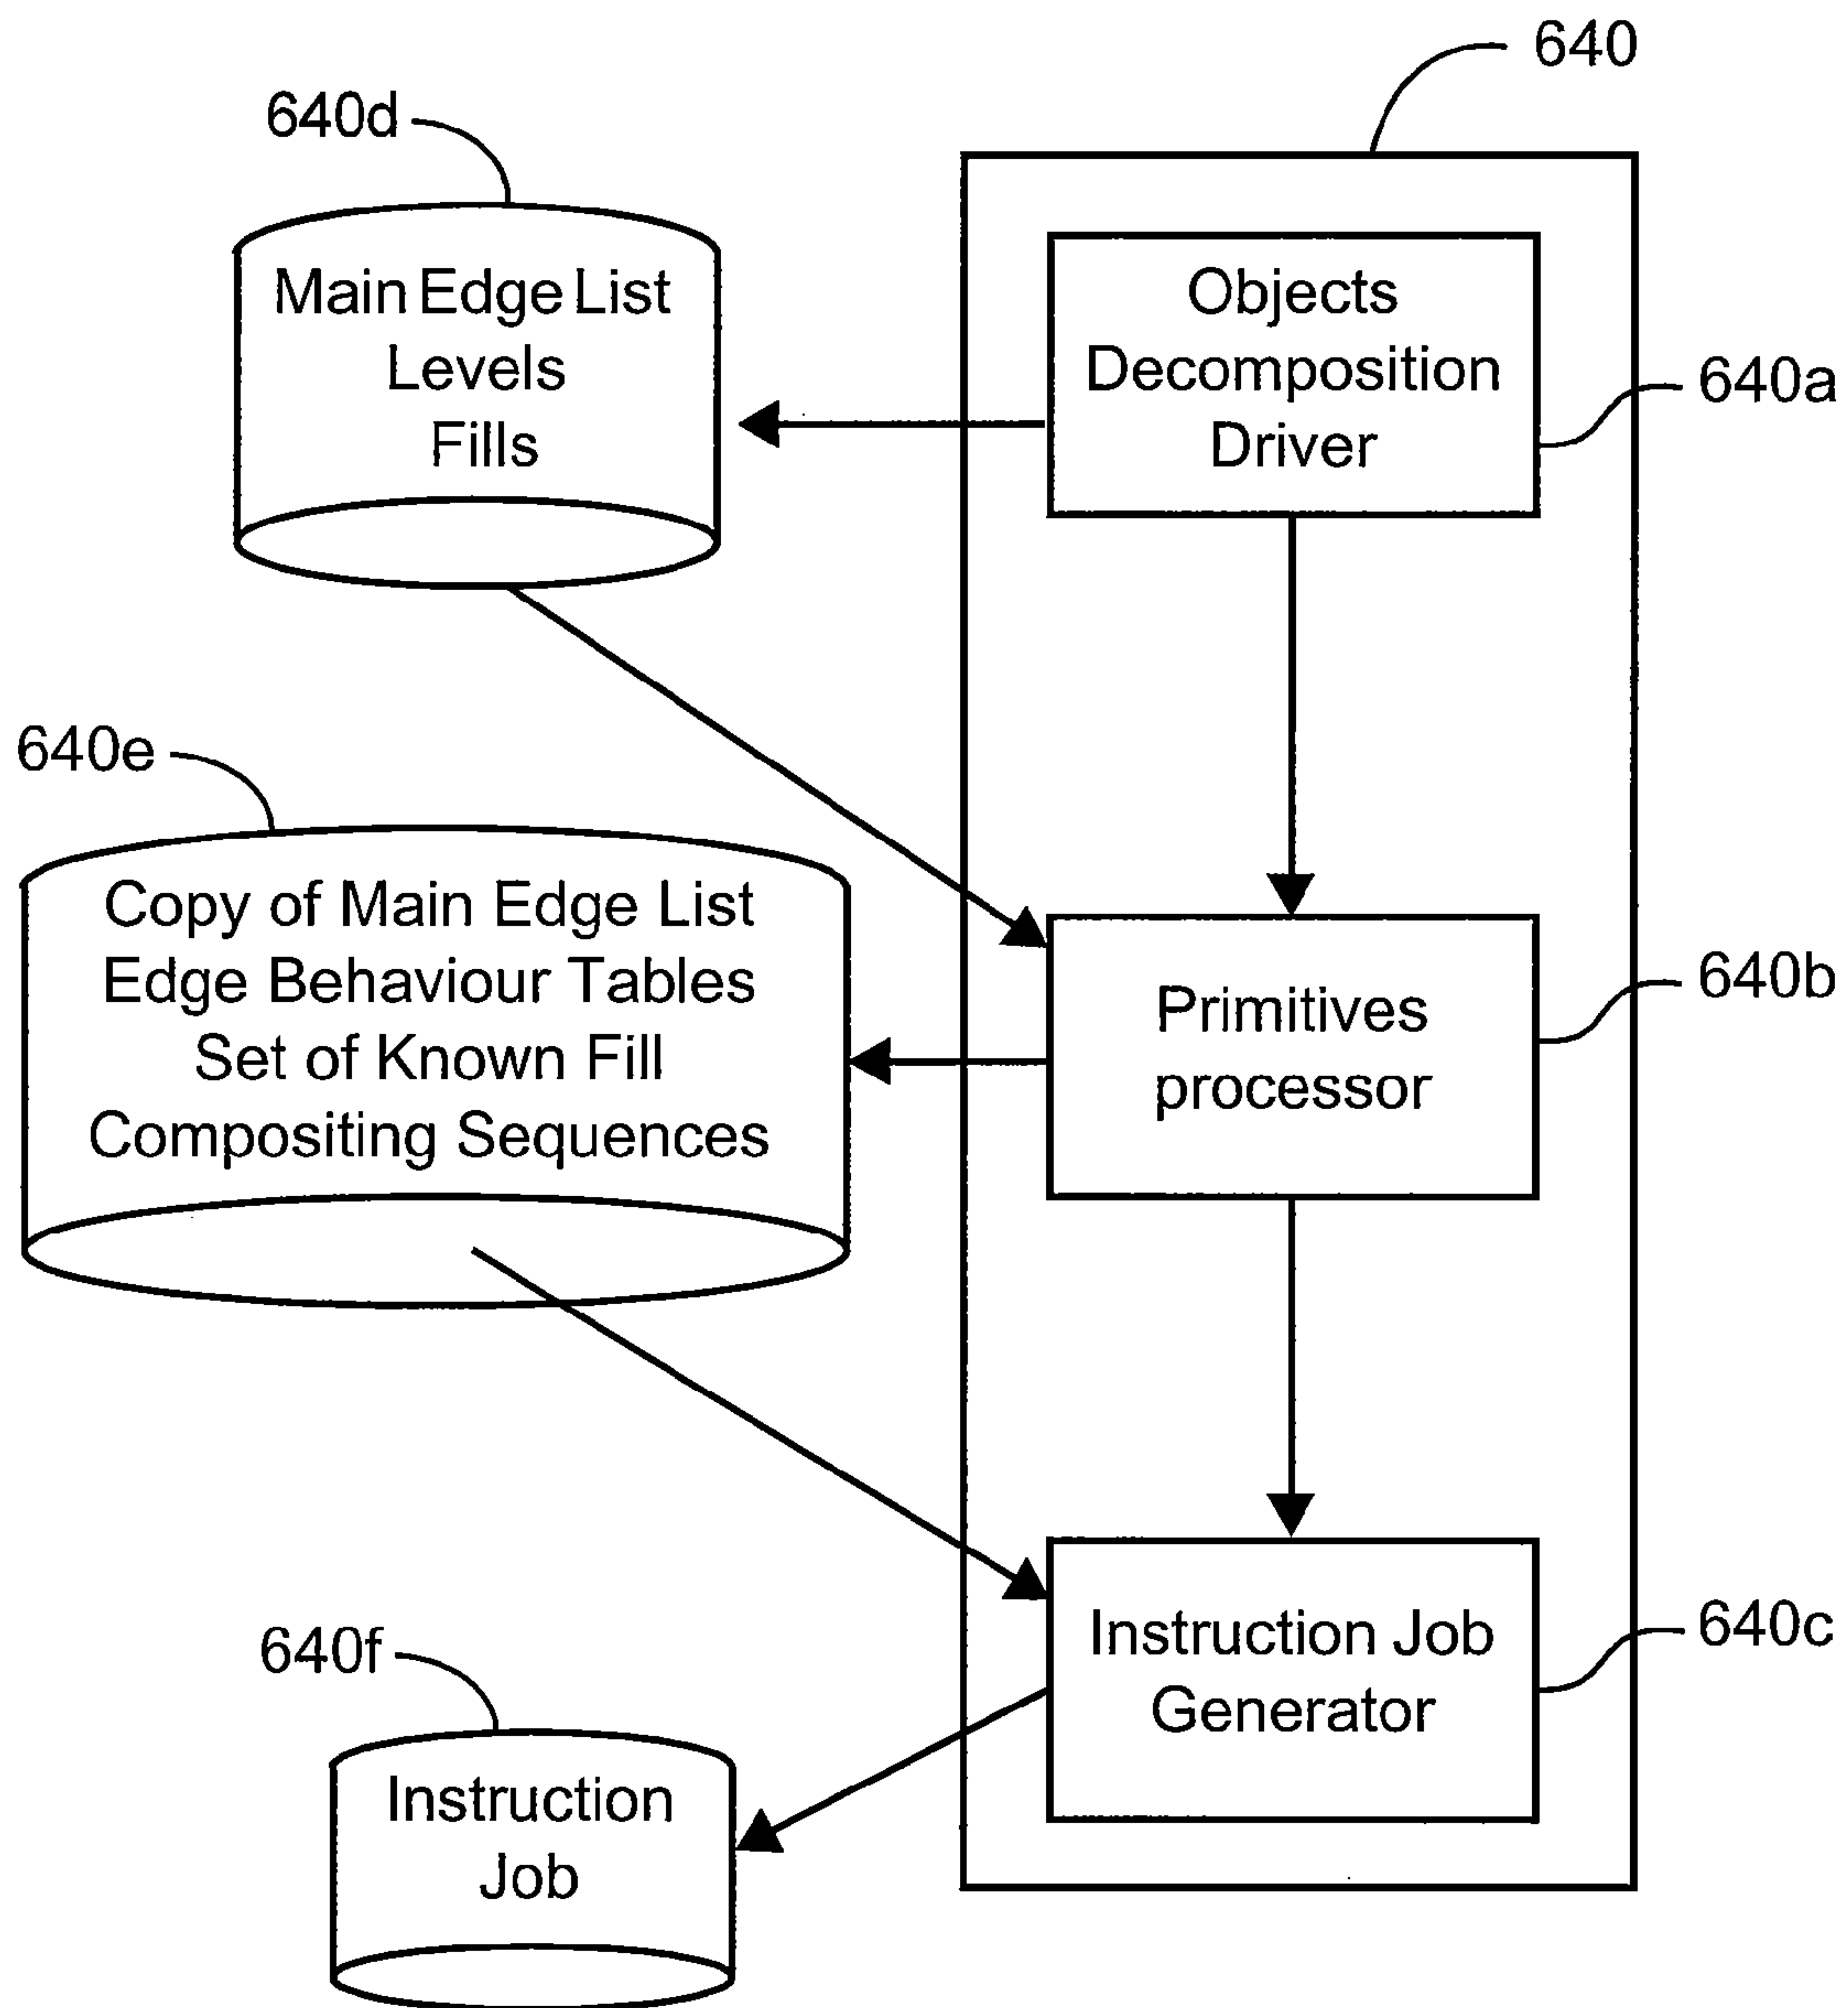 640
640d
Main Edge List
Levels
Fills
Objects
Decomposition
Driver
640a
640e
Copy of Main Edge List
Edge Behaviour Tables
Set of Known Fill
Compositing Sequences
Primitives
processor
640b
640f
Instruction
Job
Instruction Job
Generator
640c